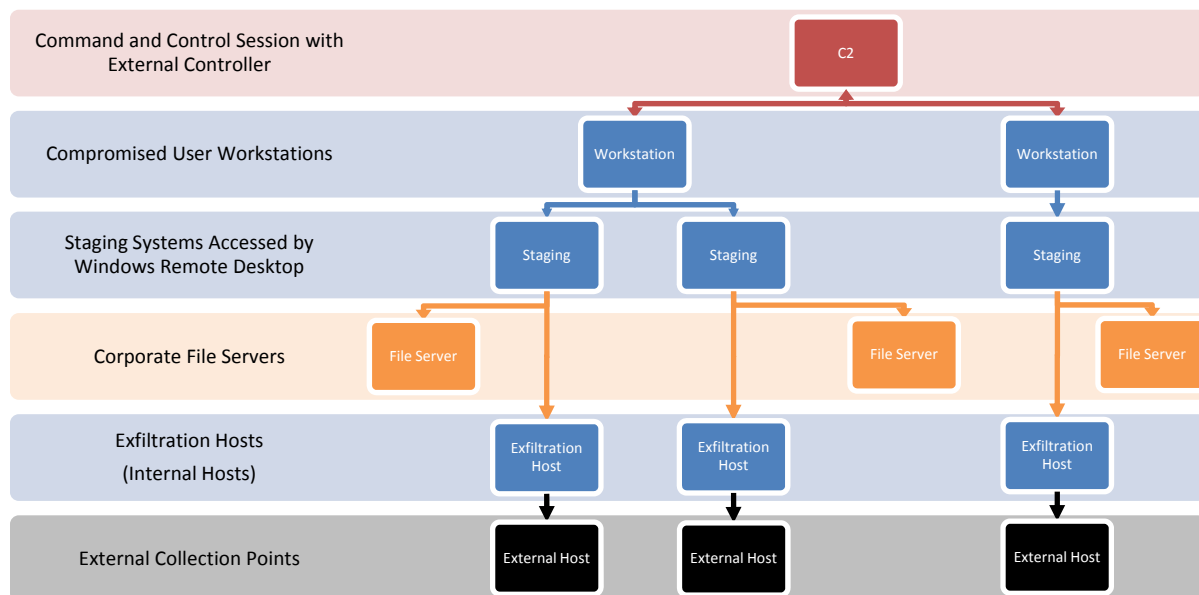 Command and Control Session with
External Controller
C2
Compromised User Workstations
Workstation
Workstation
Staging Systems Accessed by
Windows Remote Desktop
Staging
Staging
Staging
Corporate File Servers
File Server
File Server
File Server
Exfiltration Hosts
(Internal Hosts)
Exfiltration
Host
Exfiltration
Host
Exfiltration
Host
External Collection Points
External Host
External Host
External Host